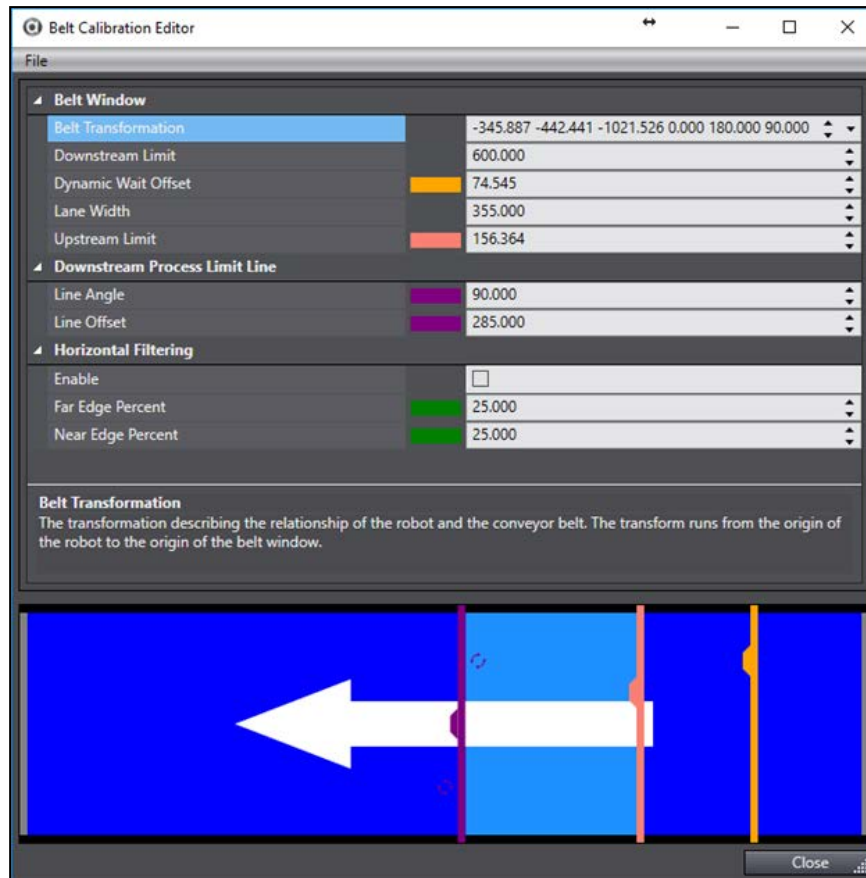 Belt Calibration Editor
File
Belt Window
Belt Transformation -345.887 -442.441 -1021.526 0.000 180.000 90.000
Downstream Limit 600.000
Dynamic Wait Offset 74.545
Lane Width 355.000
Upstream Limit 156.364
Downstream Process Limit Line
Line Angle 90.000
Line Offset 285.000
Horizontal Filtering
Enable
Far Edge Percent 25.000
Near Edge Percent 25.000
Belt Transformation
The transformation describing the relationship of the robot and the conveyor belt. The transform runs from the origin of
the robot to the origin of the belt window.
Close